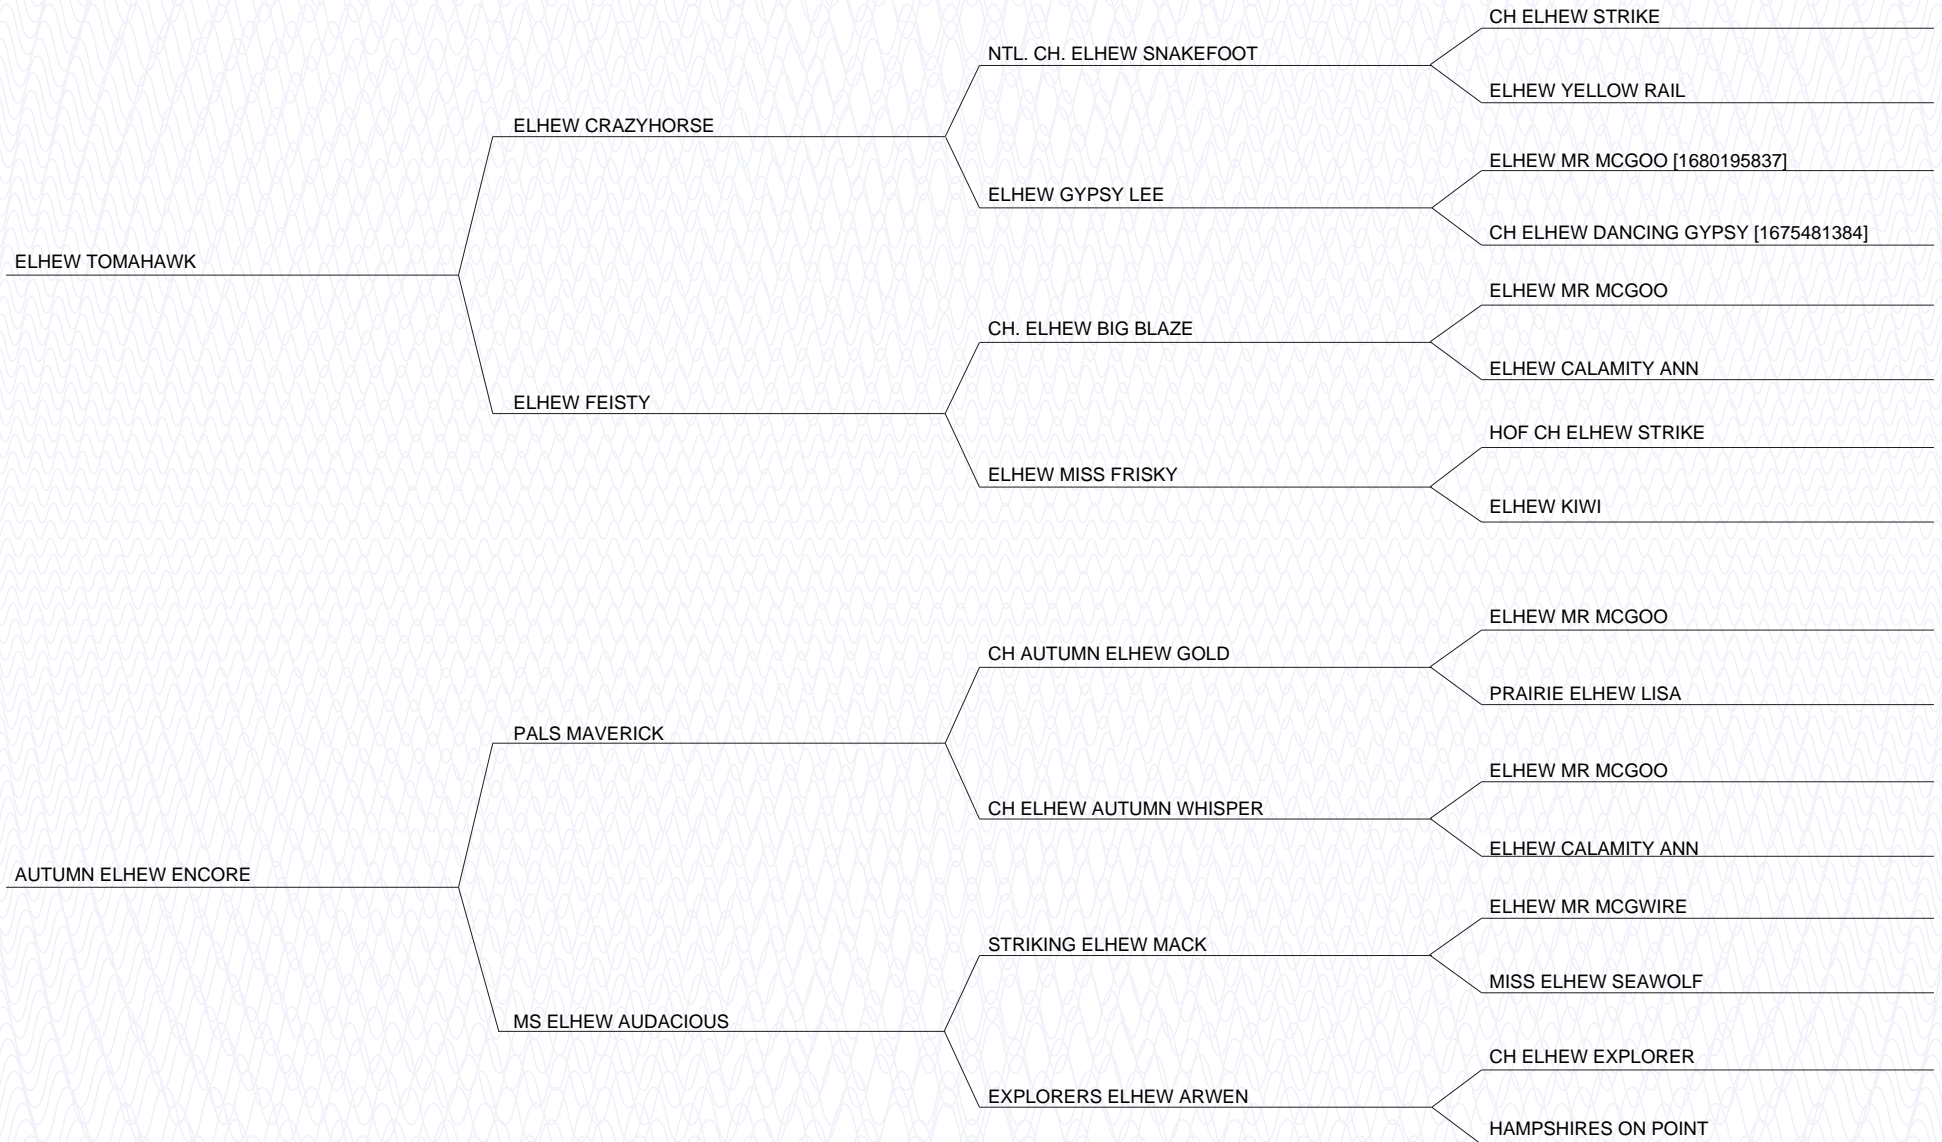 CH ELHEW STRIKE
NTL. CH. ELHEW SNAKEFOOT
ELHEW YELLOW RAIL
ELHEW CRAZYHORSE
ELHEW MR MCGOO [1680195837]
ELHEW GYPSY LEE
CH ELHEW DANCING GYPSY [1675481384]
ELHEW TOMAHAWK
ELHEW MR MCGOO
CH. ELHEW BIG BLAZE
ELHEW CALAMITY ANN
ELHEW FEISTY
HOF CH ELHEW STRIKE
ELHEW MISS FRISKY
ELHEW KIWI
ELHEW MR MCGOO
CH AUTUMN ELHEW GOLD
PRAIRIE ELHEW LISA
PALS MAVERICK
ELHEW MR MCGOO
CH ELHEW AUTUMN WHISPER
ELHEW CALAMITY ANN
AUTUMN ELHEW ENCORE
ELHEW MR MCGWIRE
STRIKING ELHEW MACK
MISS ELHEW SEAWOLF
MS ELHEW AUDACIOUS
CH ELHEW EXPLORER
EXPLORERS ELHEW ARWEN
HAMPSHIRES ON POINT